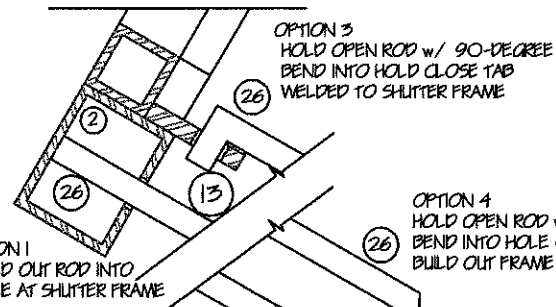 OPTION 3
HOLD OPEN ROD w/ 90-DEGREE
BEND INTO HOLD CLOSE TAB
WELDED TO SHUTTER FRAME
26
2
26
13
OPTION 4
HOLD OPEN ROD
BEND INTO HOLE
BUILD OUT FRAME
26
ON 1
D OUT ROD INTO
E AT SHUTTER FRAME